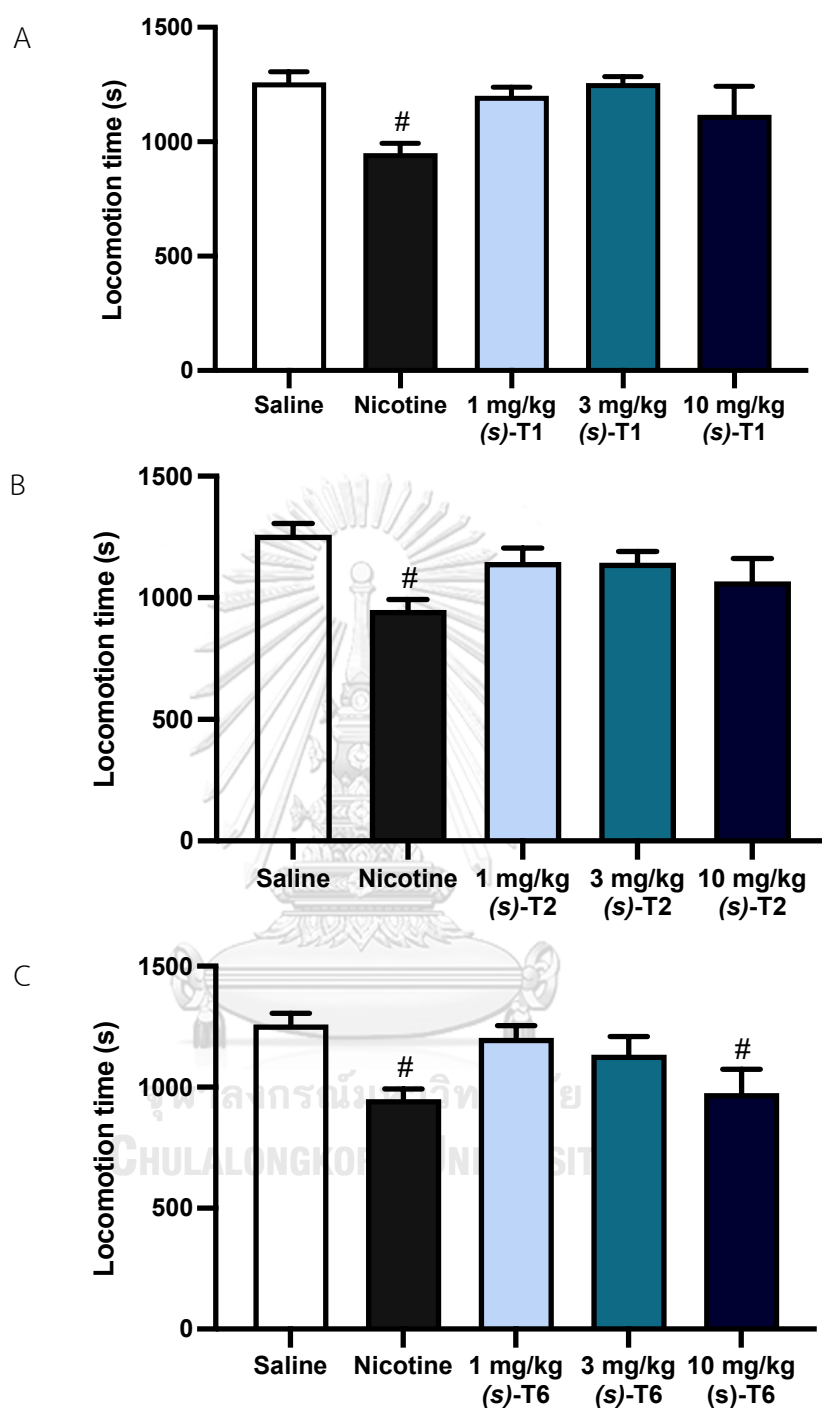 A
Locomotion time (s)
1500
1000
500
0
#
Saline Nicotine 1 mg/kg 3 mg/kg 10 mg/kg
(s)-T1 (s)-T1 (s)-T1
B
Locomotion time (s)
1500
1000
500
0
#
Saline Nicotine 1 mg/kg 3 mg/kg 10 mg/kg
(s)-T2 (s)-T2 (s)-T2
C
Locomotion time (s)
1500
1000
500
0
# #
Saline Nicotine 1 mg/kg 3 mg/kg 10 mg/kg
(s)-T6 (s)-T6 (s)-T6